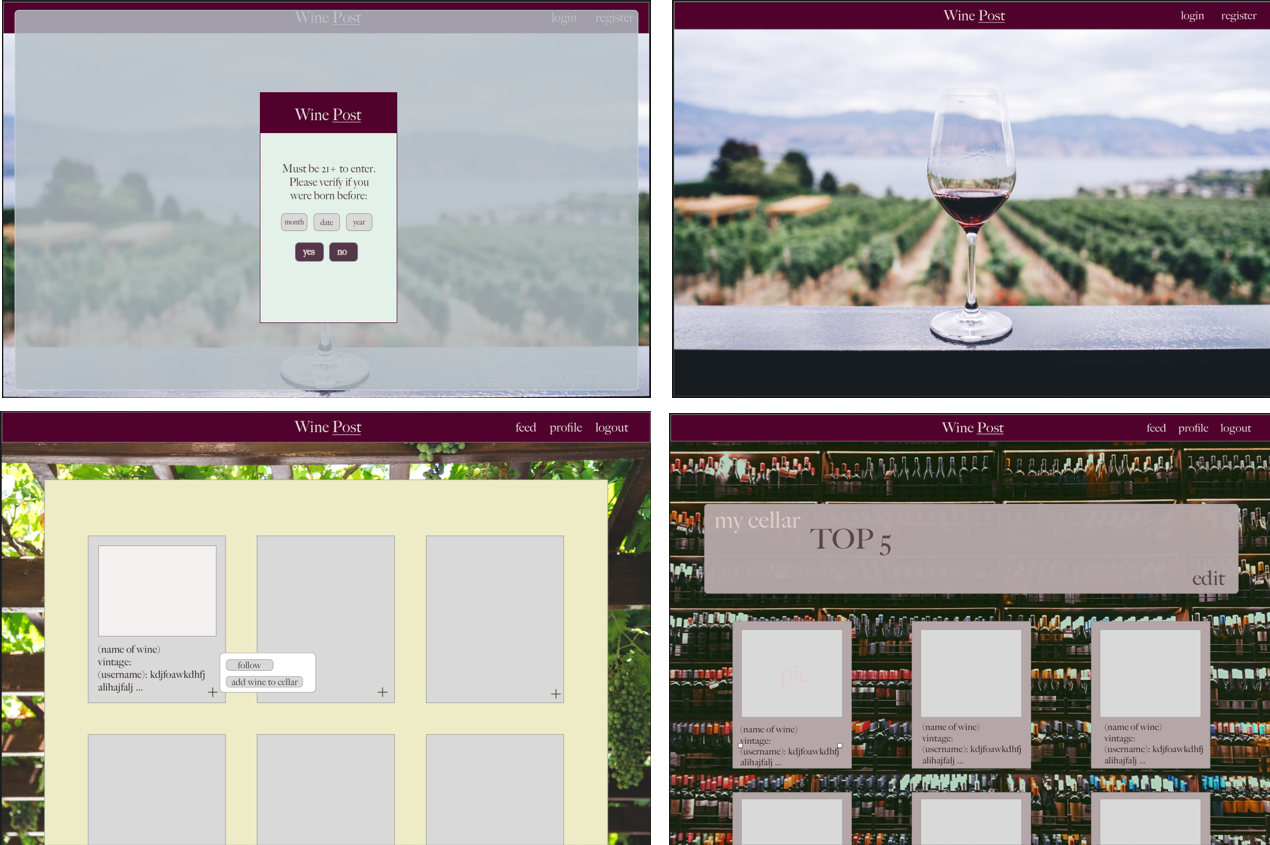 Wine Post
login register
Wine Post
Must be 21+ to enter.
Please verify if you
were born before:
month date year
yes no
Wine Post
login register
Wine Post
feed profile logout
(name of wine)
vintage:
(username): kdjfoawkdhfj
alihajfalj ...
+
follow
add wine to cellar
+
+
Wine Post
feed profile logout
my cellar
TOP 5
edit
pic
(name of wine)
vintage:
(username): kdjfoawkdhfj
alihajfalj ...
(name of wine)
vintage:
(username): kdjfoawkdhfj
alihajfalj ...
(name of wine)
vintage:
(username): kdjfoawkdhfj
alihajfalj ...